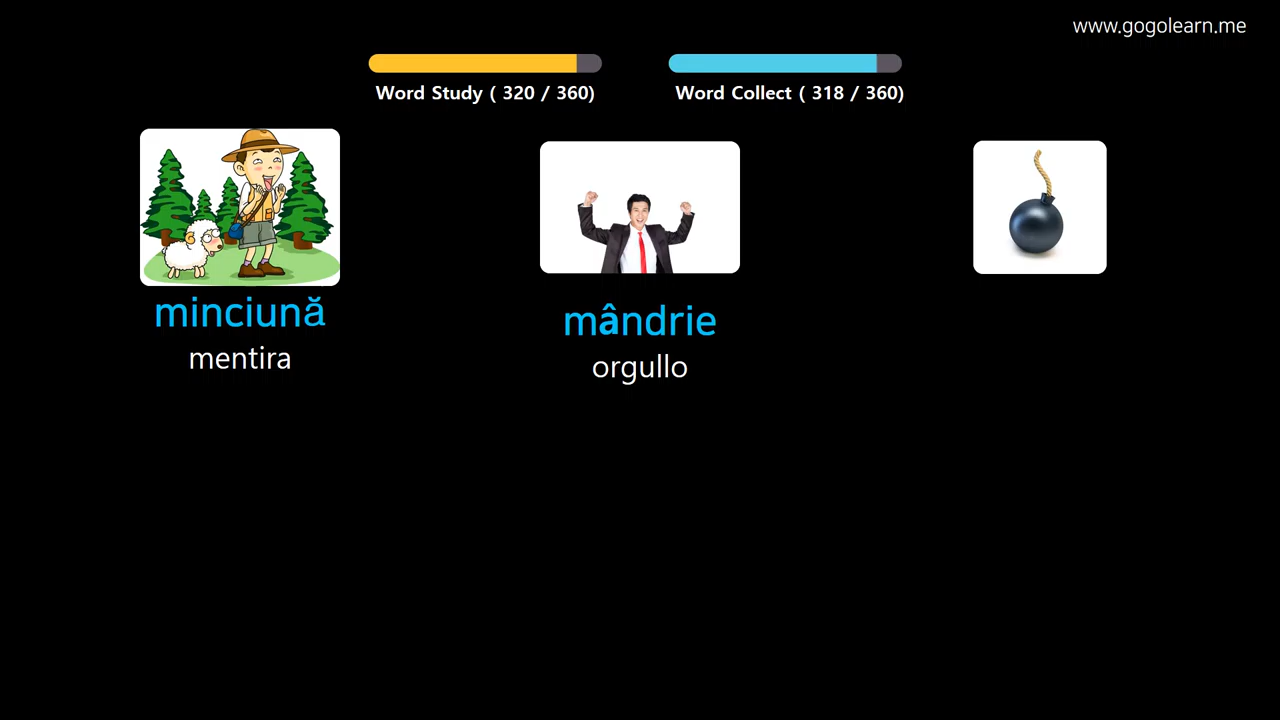 www.gogolearn.me
Word Study ( 320 / 360)
Word Collect ( 318 / 360)
minciună
mentira
mândrie
orgullo